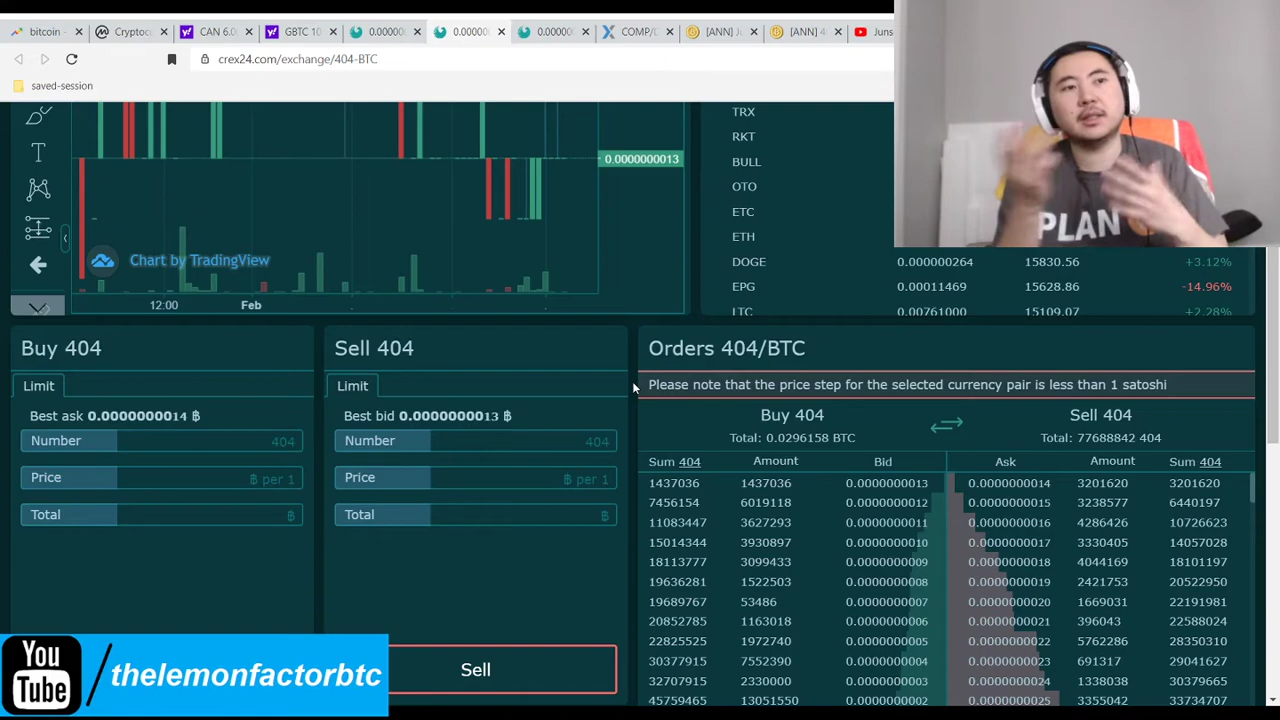 bitcoin -
Cryptoc
CAN 6.0
GBTC 10
0.00000
0.00000
0.00000
COMP/
[ANN] J
[ANN] 4
Juns
crex24.com/exchange/404-BTC
saved-session
0.0000000013
Chart by TradingView
12:00 Feb
TRX
RKT
BULL
OTO
ETC
ETH
DOGE 0.000000264 15830.56 +3.12%
EPG 0.00011469 15628.86 -14.96%
LTC 0.00761000 15109.07 +2.28%
PLAN
Buy 404
Limit
Best ask 0.0000000014 ฿
Number 404
Price ฿ per 1
Total ฿
Sell 404
Limit
Best bid 0.0000000013 ฿
Number 404
Price ฿ per 1
Total ฿
Sell
Orders 404/BTC
Please note that the price step for the selected currency pair is less than 1 satoshi
Buy 404 Sell 404
Total: 0.0296158 BTC Total: 77688842 404
Sum 404 Amount Bid Ask Amount Sum 404
1437036 1437036 0.0000000013 0.0000000014 3201620 3201620
7456154 6019118 0.0000000012 0.0000000015 3238577 6440197
11083447 3627293 0.0000000011 0.0000000016 4286426 10726623
15014344 3930897 0.0000000010 0.0000000017 3330405 14057028
18113777 3099433 0.0000000009 0.0000000018 4044169 18101197
19636281 1522503 0.0000000008 0.0000000019 2421753 20522950
19689767 53486 0.0000000007 0.0000000020 1669031 22191981
20852785 1163018 0.0000000006 0.0000000021 396043 22588024
22825525 1972740 0.0000000005 0.0000000022 5762286 28350310
30377915 7552390 0.0000000004 0.0000000023 691317 29041627
32707915 2330000 0.0000000003 0.0000000024 1338038 30379665
45759465 13051550 0.0000000002 0.0000000025 3355042 33734707
You
Tube
/thelemonfactorbtc